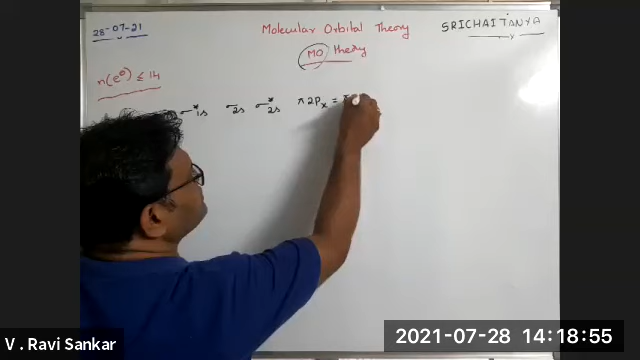 28-07-21
Molecular Orbital Theory
SRICHAITANYA
MO Theory
n(e⁰) ≤ 14
σ*1s σ2s σ*2s π2Px = π
V . Ravi Sankar
2021-07-28 14:18:55